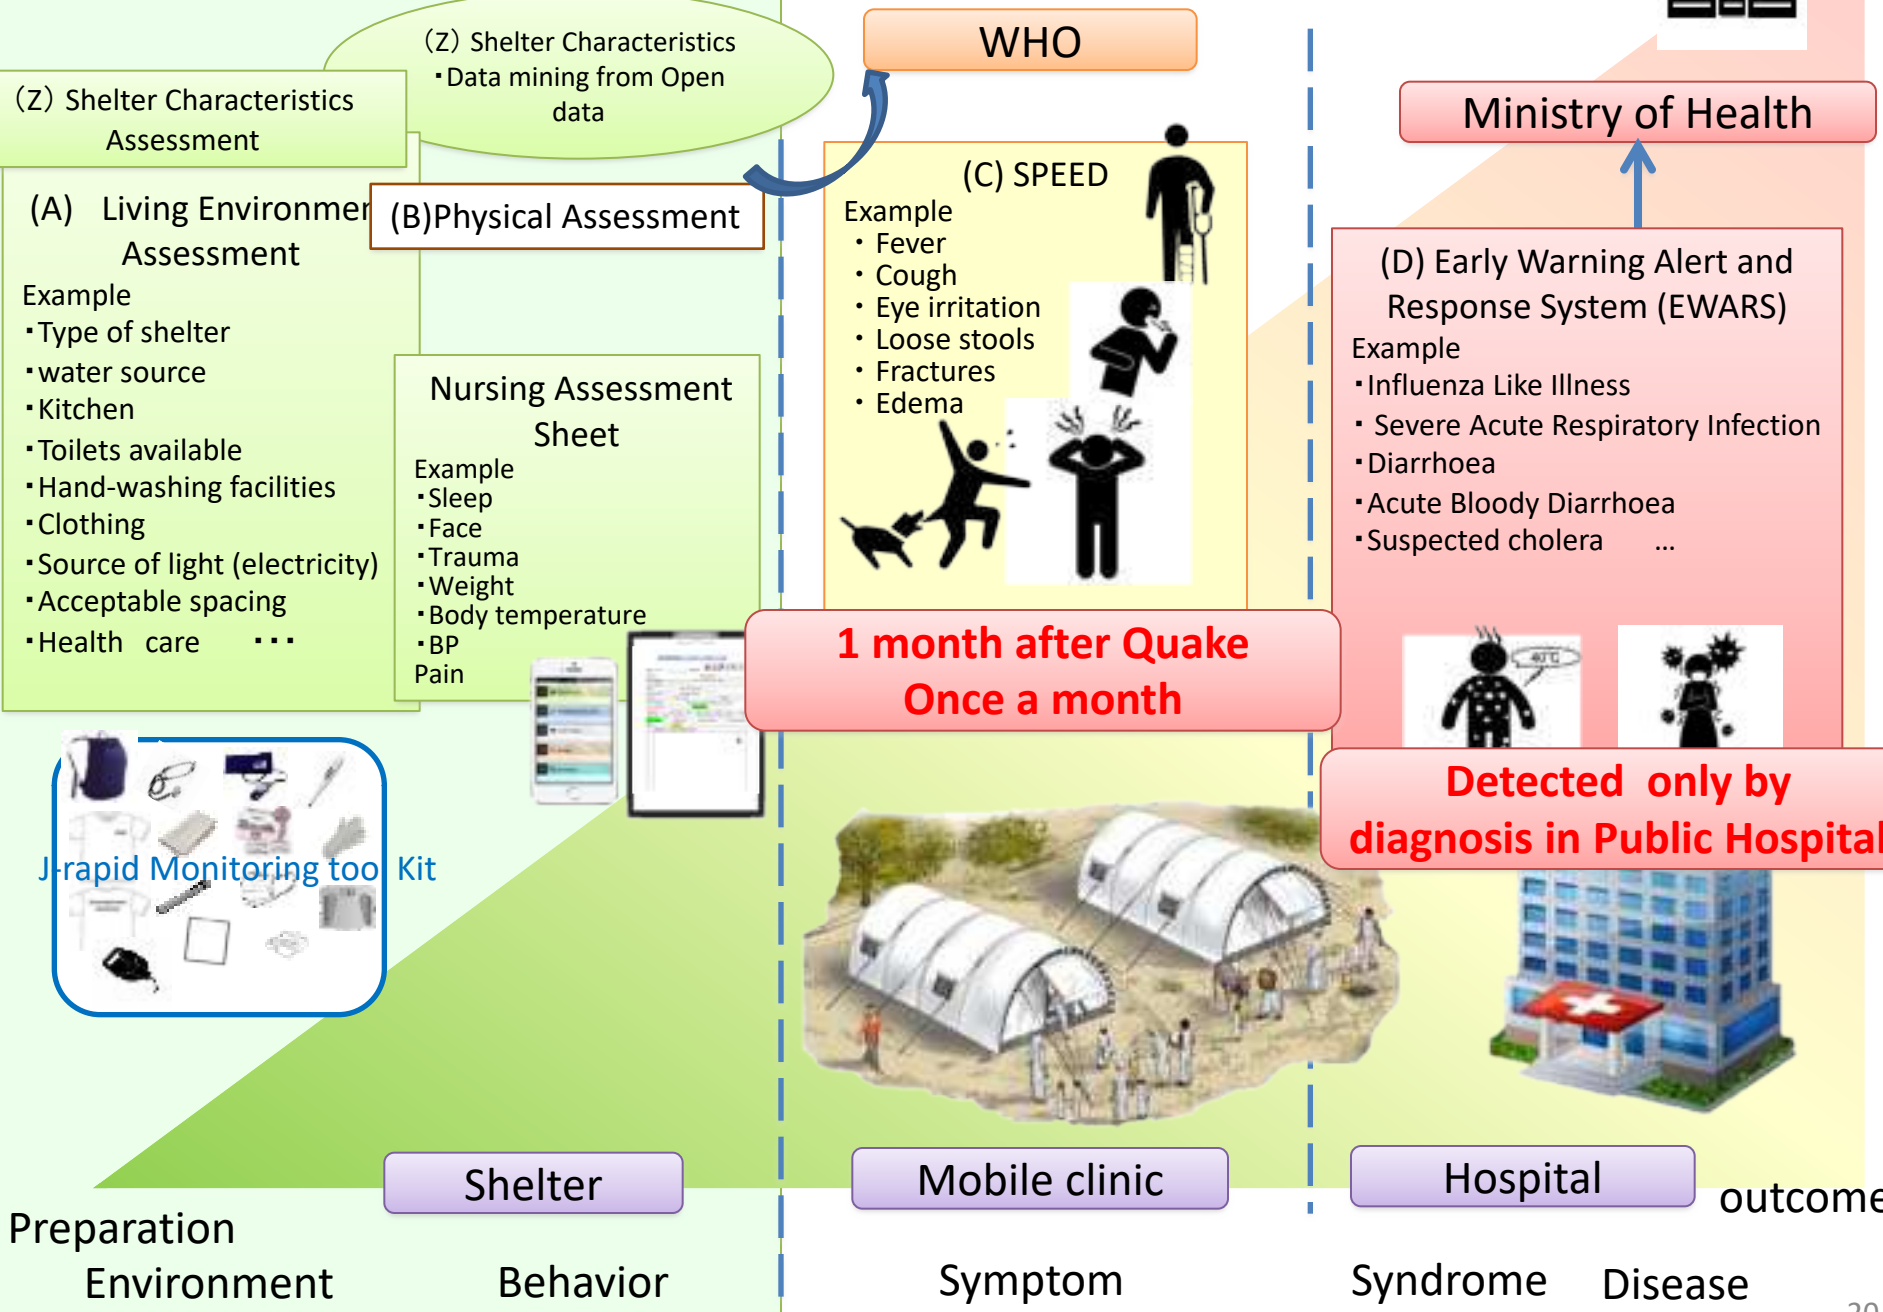 (Z) Shelter Characteristics
・Data mining from Open
data
WHO
(Z) Shelter Characteristics
Assessment
Ministry of Health
(A) Living Environmen
Assessment
Example
・Type of shelter
・water source
・Kitchen
・Toilets available
・Hand-washing facilities
・Clothing
・Source of light (electricity)
・Acceptable spacing
・Health care ・・・
(B)Physical Assessment
Nursing Assessment
Sheet
Example
・Sleep
・Face
・Trauma
・Weight
・Body temperature
・BP
Pain
(C) SPEED
Example
・ Fever
・ Cough
・ Eye irritation
・ Loose stools
・ Fractures
・ Edema
(D) Early Warning Alert and
Response System (EWARS)
Example
・Influenza Like Illness
・ Severe Acute Respiratory Infection
・Diarrhoea
・Acute Bloody Diarrhoea
・Suspected cholera ...
40℃
1 month after Quake
Once a month
Detected only by
diagnosis in Public Hospital
J-rapid Monitoring tool Kit
Shelter
Mobile clinic
Hospital
outcome
Preparation
Environment
Behavior
Symptom
Syndrome
Disease